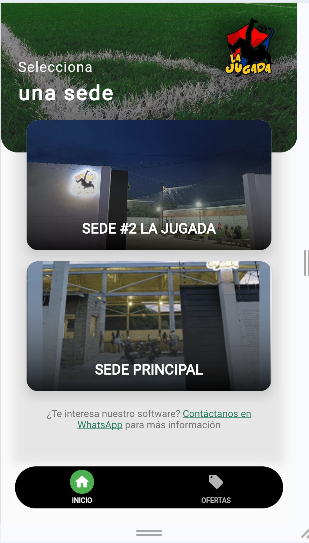 Selecciona
una sede
LA
JUGADA
SEDE #2 LA JUGADA
SEDE PRINCIPAL
¿Te interesa nuestro software? Contáctanos en
WhatsApp para más información
INICIO
OFERTAS